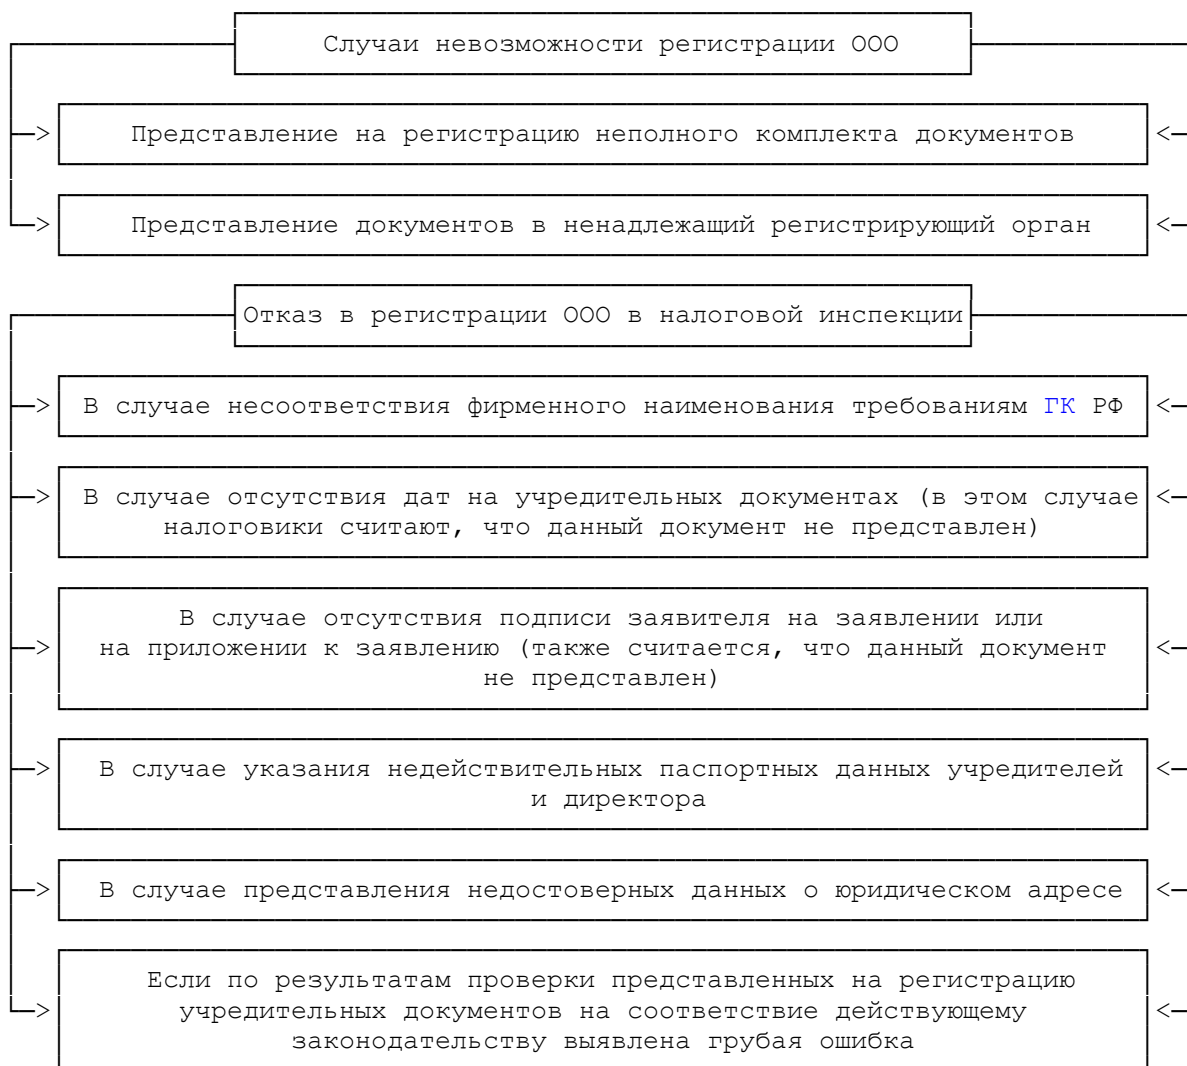 Случаи невозможности регистрации ООО
Представление на регистрацию неполного комплекта документов
Представление документов в ненадлежащий регистрирующий орган
Отказ в регистрации ООО в налоговой инспекции
В случае несоответствия фирменного наименования требованиям ГК РФ
В случае отсутствия дат на учредительных документах (в этом случае
налоговики считают, что данный документ не представлен)
В случае отсутствия подписи заявителя на заявлении или
на приложении к заявлению (также считается, что данный документ
не представлен)
В случае указания недействительных паспортных данных учредителей
и директора
В случае представления недостоверных данных о юридическом адресе
Если по результатам проверки представленных на регистрацию
учредительных документов на соответствие действующему
законодательству выявлена грубая ошибка